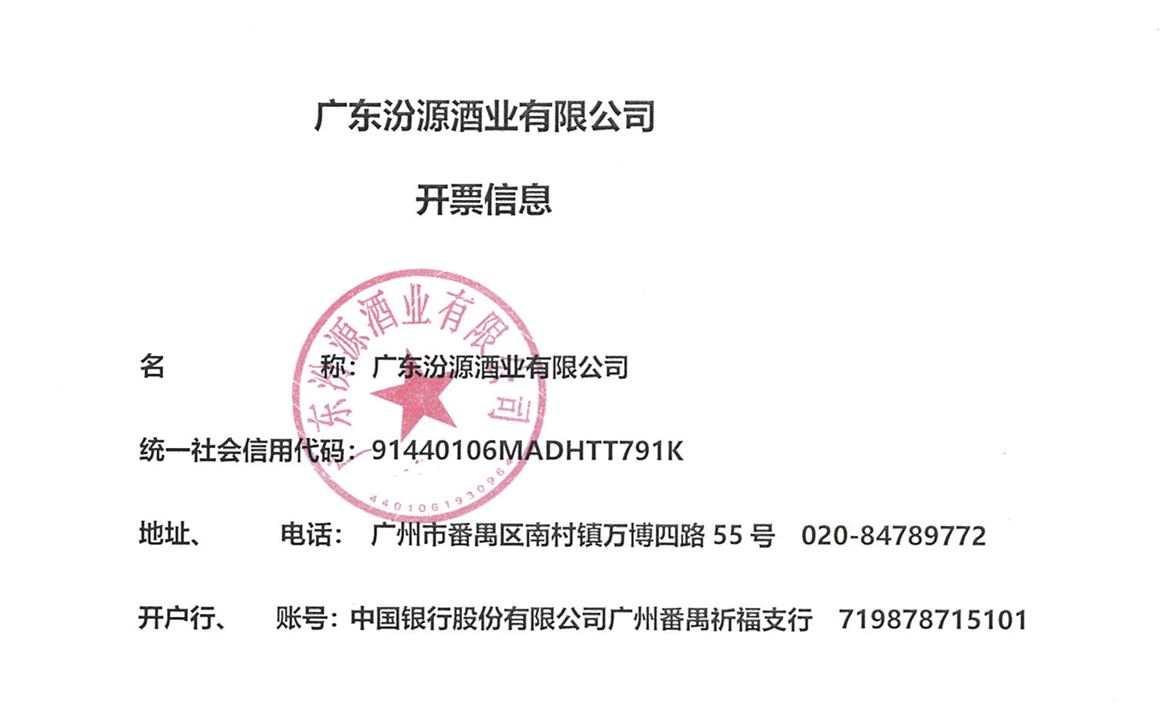 广东汾源酒业有限公司
开票信息
广东汾源酒业有限公司
4401061930964
名 称：广东汾源酒业有限公司
统一社会信用代码：91440106MADHTT791K
地址、 电话： 广州市番禺区南村镇万博四路 55 号 020-84789772
开户行、 账号：中国银行股份有限公司广州番禺祈福支行 719878715101